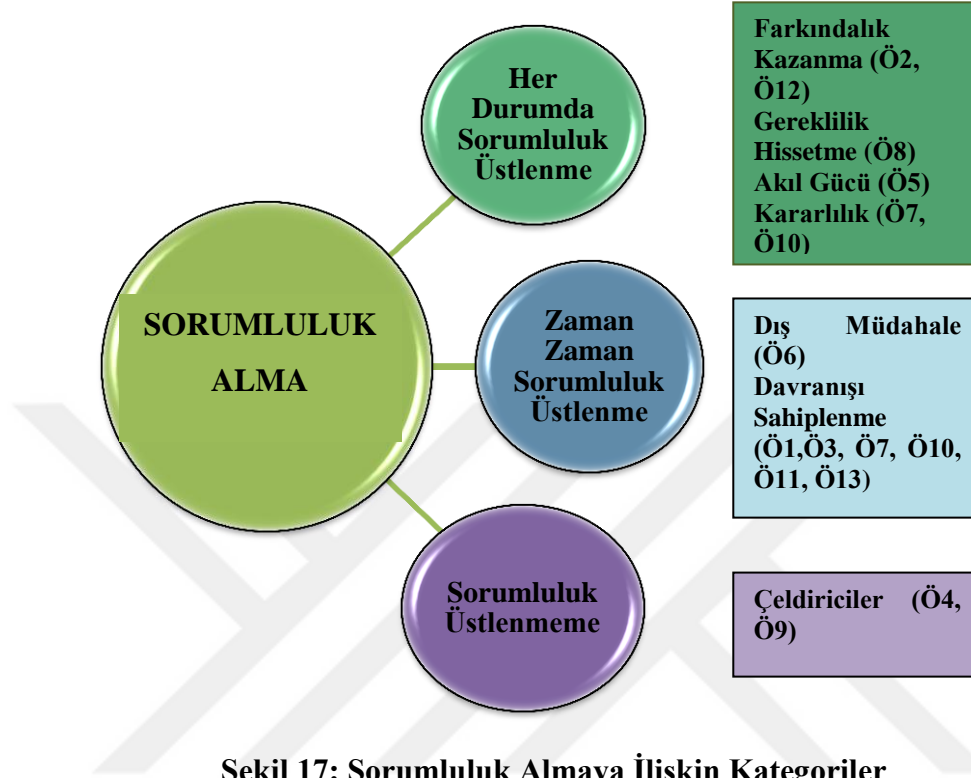 Her
Durumda
Sorumluluk
Üstlenme
Farkındalık
Kazanma (Ö2,
Ö12)
Gereklilik
Hissetme (Ö8)
Akıl Gücü (Ö5)
Kararlılık (Ö7,
Ö10)
SORUMLULUK
ALMA
Zaman
Zaman
Sorumluluk
Üstlenme
Dış Müdahale
(Ö6)
Davranışı
Sahiplenme
(Ö1,Ö3, Ö7, Ö10,
Ö11, Ö13)
Sorumluluk
Üstlenmeme
Çeldiriciler (Ö4,
Ö9)
Şekil 17: Sorumluluk Almaya İlişkin Kategoriler